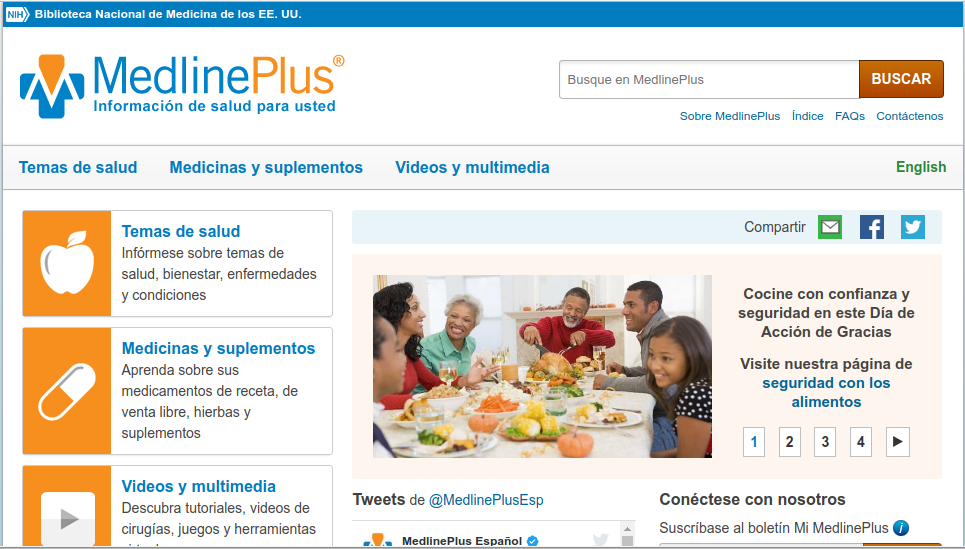 NIH Biblioteca Nacional de Medicina de los EE. UU.
MedlinePlus®
Información de salud para usted
Busque en MedlinePlus
BUSCAR
Sobre MedlinePlus Índice FAQs Contáctenos
Temas de salud Medicinas y suplementos Videos y multimedia English
Temas de salud
Infórmese sobre temas de
salud, bienestar, enfermedades
y condiciones
Medicinas y suplementos
Aprenda sobre sus
medicamentos de receta, de
venta libre, hierbas y
suplementos
Videos y multimedia
Descubra tutoriales, videos de
cirugías, juegos y herramientas
Compartir
Cocine con confianza y
seguridad en este Día de
Acción de Gracias
Visite nuestra página de
seguridad con los
alimentos
1 2 3 4
Tweets de @MedlinePlusEsp
MedlinePlus Español
Conéctese con nosotros
Suscríbase al boletín Mi MedlinePlus